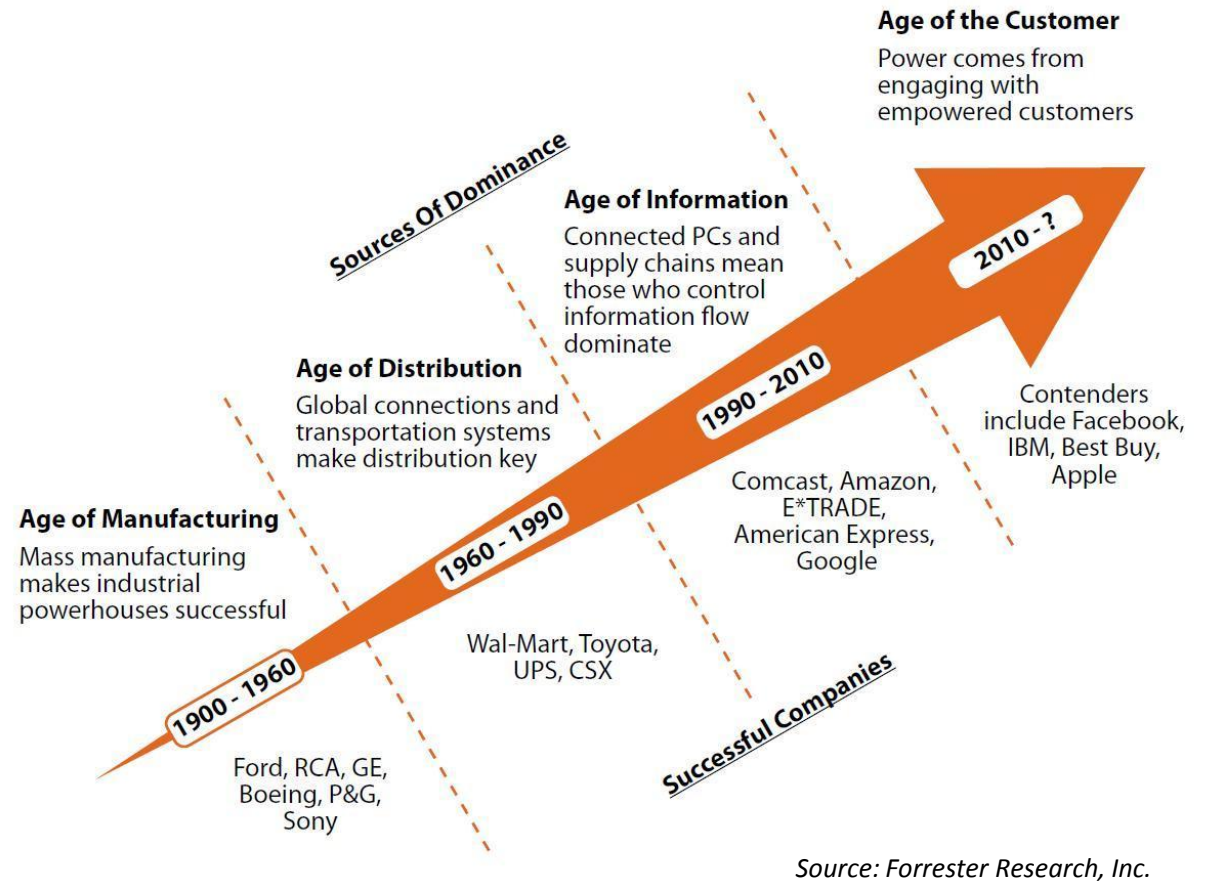 Age of the Customer
Power comes from
engaging with
empowered customers
Sources Of Dominance
Age of Information
Connected PCs and
supply chains mean
those who control
information flow
dominate
2010 - ?
Age of Distribution
Global connections and
transportation systems
make distribution key
1990 - 2010
Contenders
include Facebook,
IBM, Best Buy,
Apple
Comcast, Amazon,
E*TRADE,
American Express,
Google
Age of Manufacturing
Mass manufacturing
makes industrial
powerhouses successful
1960 - 1990
Wal-Mart, Toyota,
UPS, CSX
1900 - 1960
Successful Companies
Ford, RCA, GE,
Boeing, P&G,
Sony
Source: Forrester Research, Inc.